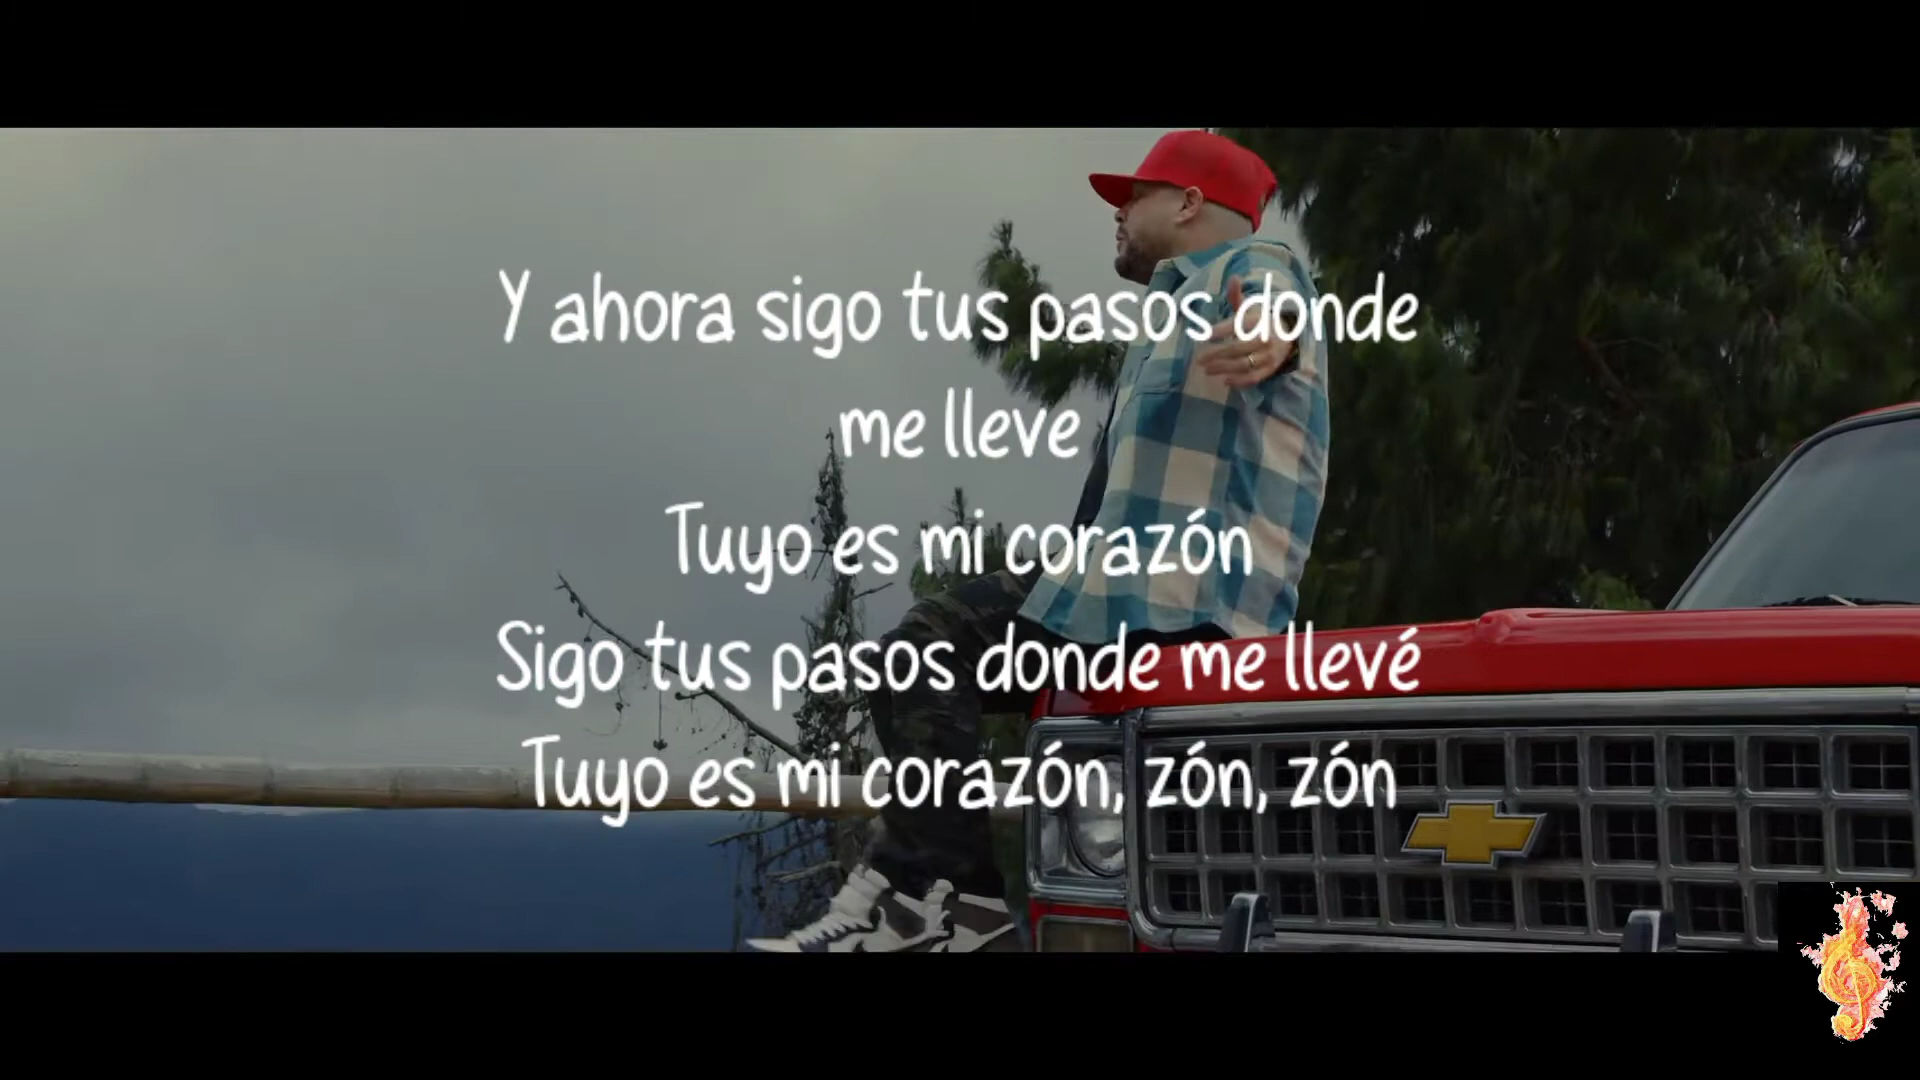 Y ahora sigo tus pasos donde
me lleve
Tuyo es mi corazón
Sigo tus pasos donde me llevé
Tuyo es mi corazón, zón, zón